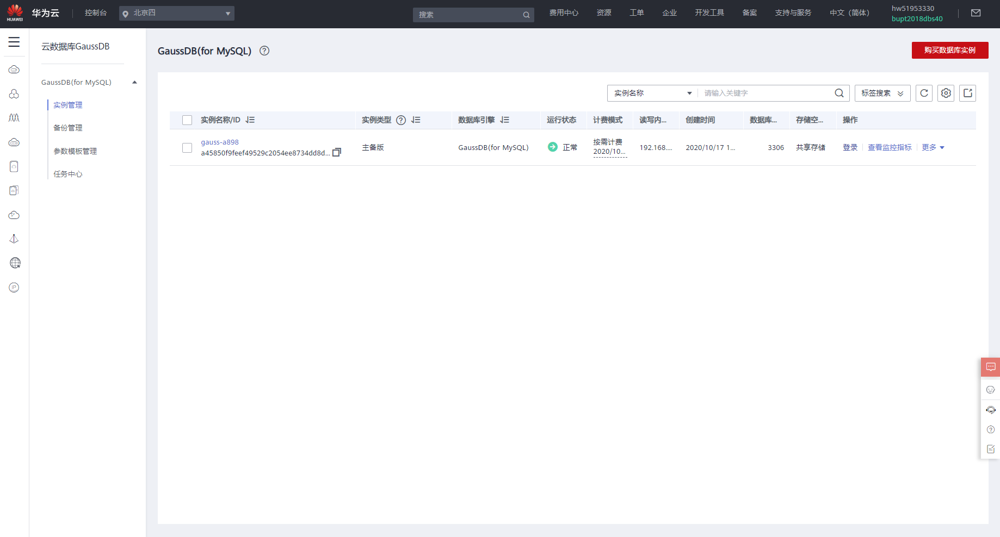 HUAWEI
华为云
控制台
北京四
搜索
费用中心
资源
工单
企业
开发工具
备案
支持与服务
中文（简体）
hw51953330
bupt2018dbs40
云数据库GaussDB
GaussDB(for MySQL)
实例管理
备份管理
参数模板管理
任务中心
GaussDB(for MySQL)
购买数据库实例
实例名称
请输入关键字
标签搜索
实例名称/ID
实例类型
数据库引擎
运行状态
计费模式
读写内...
创建时间
数据库...
存储空...
操作
gauss-a898
a45850f9feef49529c2054ee8734dd8d...
主备版
GaussDB(for MySQL)
正常
按需计费
2020/10...
192.168....
2020/10/17 1...
3306
共享存储
登录
查看监控指标
更多